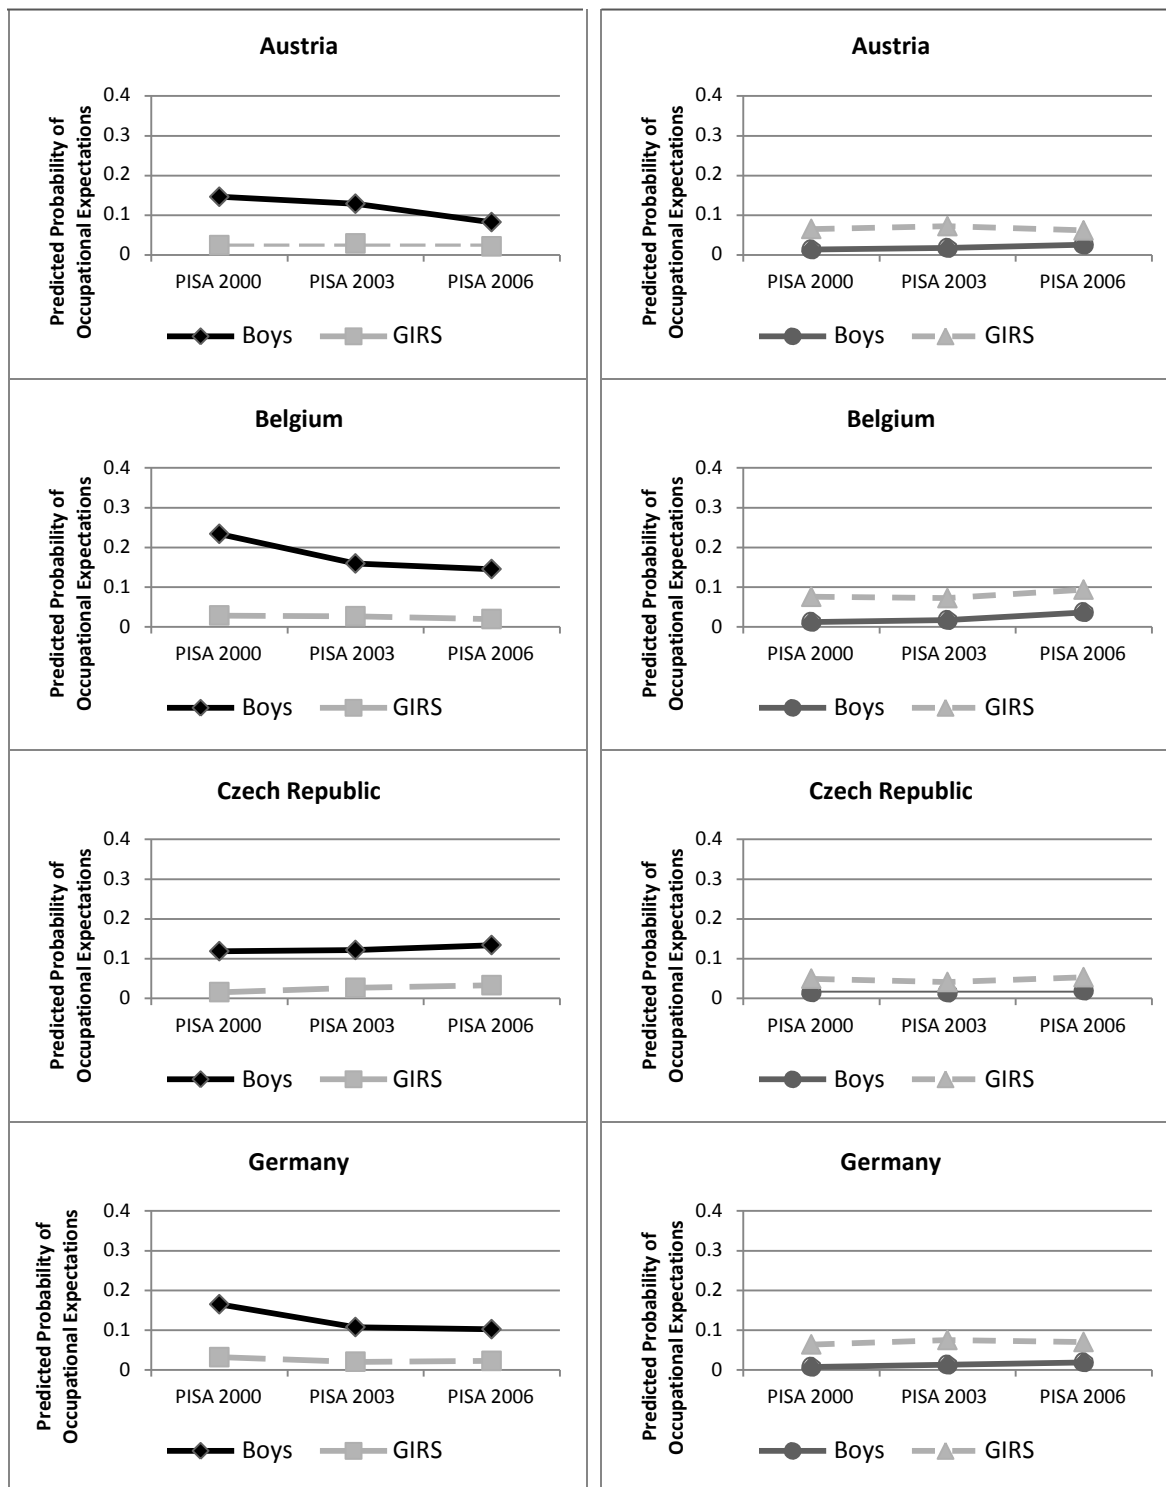 Austria
Predicted Probability of
Occupational Expectations
0.4
0.3
0.2
0.1
0
PISA 2000 PISA 2003 PISA 2006
Boys GIRS
Austria
Predicted Probability of
Occupational Expectations
0.4
0.3
0.2
0.1
0
PISA 2000 PISA 2003 PISA 2006
Boys GIRS
Belgium
Predicted Probability of
Occupational Expectations
0.4
0.3
0.2
0.1
0
PISA 2000 PISA 2003 PISA 2006
Boys GIRS
Belgium
Predicted Probability of
Occupational Expectations
0.4
0.3
0.2
0.1
0
PISA 2000 PISA 2003 PISA 2006
Boys GIRS
Czech Republic
Predicted Probability of
Occupational Expectations
0.4
0.3
0.2
0.1
0
PISA 2000 PISA 2003 PISA 2006
Boys GIRS
Czech Republic
Predicted Probability of
Occupational Expectations
0.4
0.3
0.2
0.1
0
PISA 2000 PISA 2003 PISA 2006
Boys GIRS
Germany
Predicted Probability of
Occupational Expectations
0.4
0.3
0.2
0.1
0
PISA 2000 PISA 2003 PISA 2006
Boys GIRS
Germany
Predicted Probability of
Occupational Expectations
0.4
0.3
0.2
0.1
0
PISA 2000 PISA 2003 PISA 2006
Boys GIRS